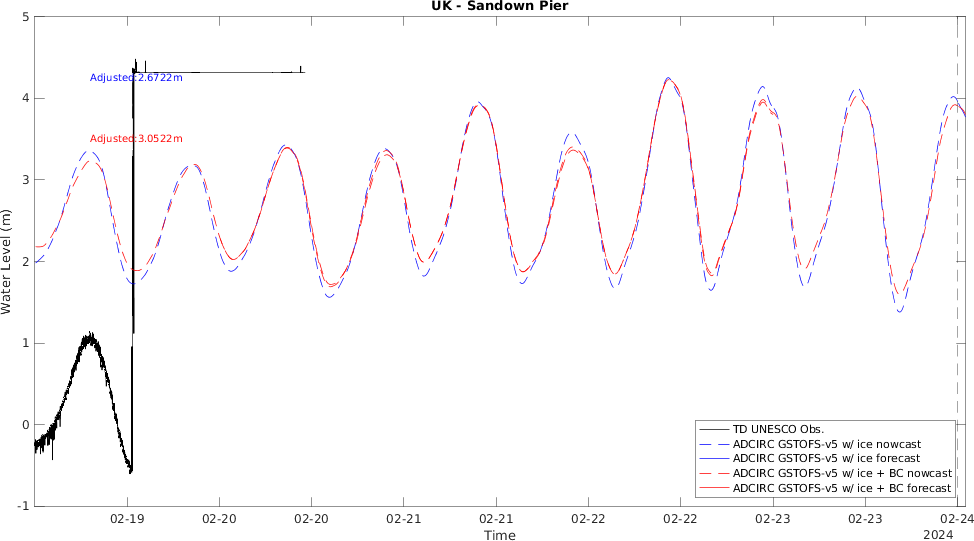 UK - Sandown Pier
5
4
3
2
1
0
-1
Water Level (m)
Adjusted:2.6722m
Adjusted:3.0522m
TD UNESCO Obs.
ADCIRC GSTOFS-v5 w/ ice nowcast
ADCIRC GSTOFS-v5 w/ ice forecast
ADCIRC GSTOFS-v5 w/ ice + BC nowcast
ADCIRC GSTOFS-v5 w/ ice + BC forecast
02-19 02-20 02-20 02-21 02-21 02-22 02-22 02-23 02-23 02-24
Time
2024